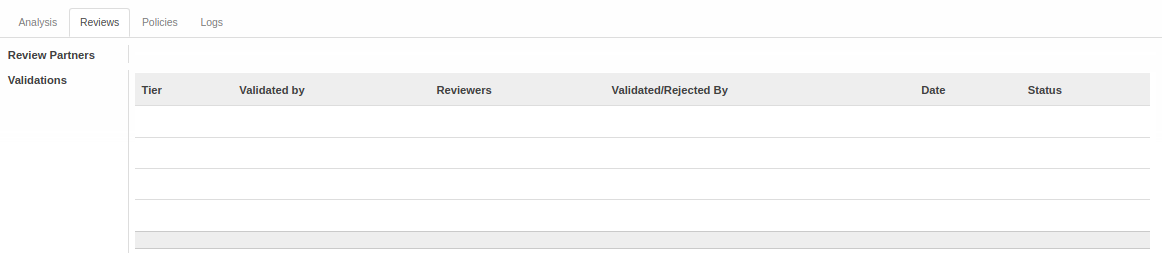 Analysis Reviews Policies Logs
Review Partners
Validations
Tier Validated by Reviewers Validated/Rejected By Date Status